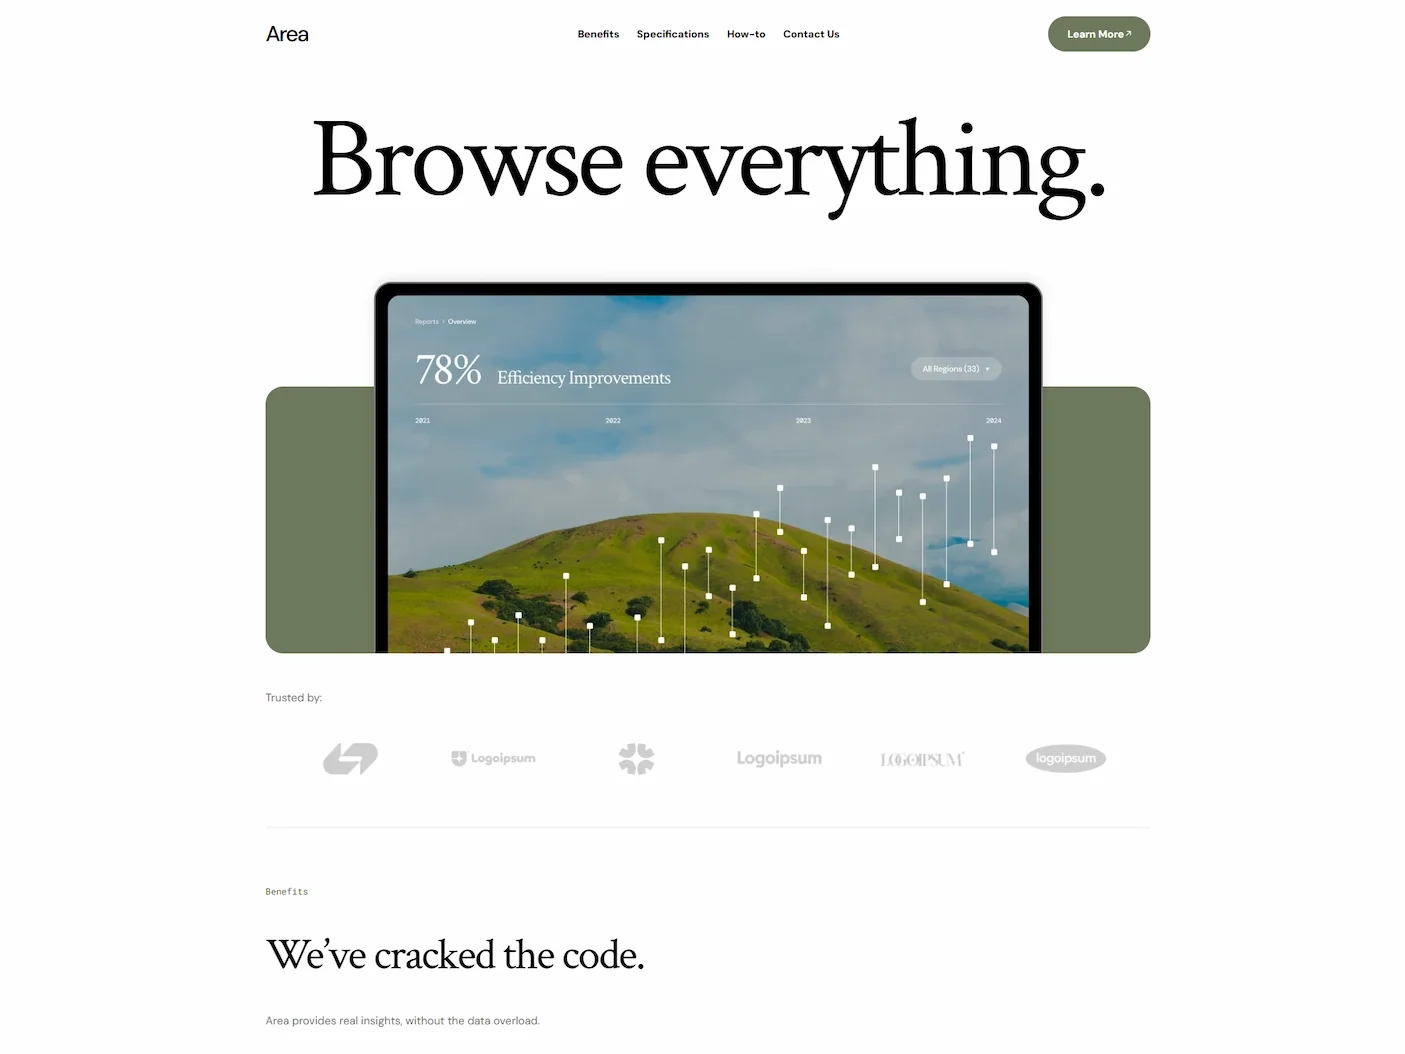 Area
Benefits Specifications How-to Contact Us
Learn More↗
Browse everything.
Reports › Overview
78% Efficiency Improvements
All Regions (33) ▾
2021 2022 2023 2024
Trusted by:
Logoipsum
Logoipsum
LOGOIPSUM
logoipsum
Benefits
We’ve cracked the code.
Area provides real insights, without the data overload.